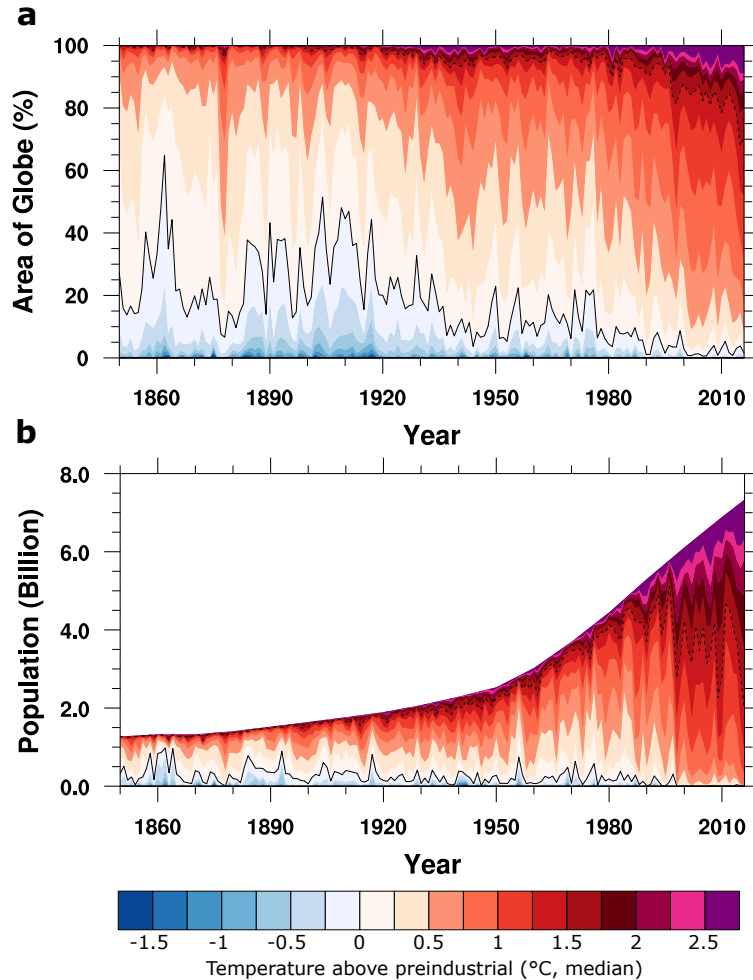 a
100
80
60
40
20
0
Area of Globe (%)
1860 1890 1920 1950 1980 2010
Year
b
8.0
6.0
4.0
2.0
0.0
Population (Billion)
1860 1890 1920 1950 1980 2010
Year
-1.5 -1 -0.5 0 0.5 1 1.5 2 2.5
Temperature above preindustrial (°C, median)